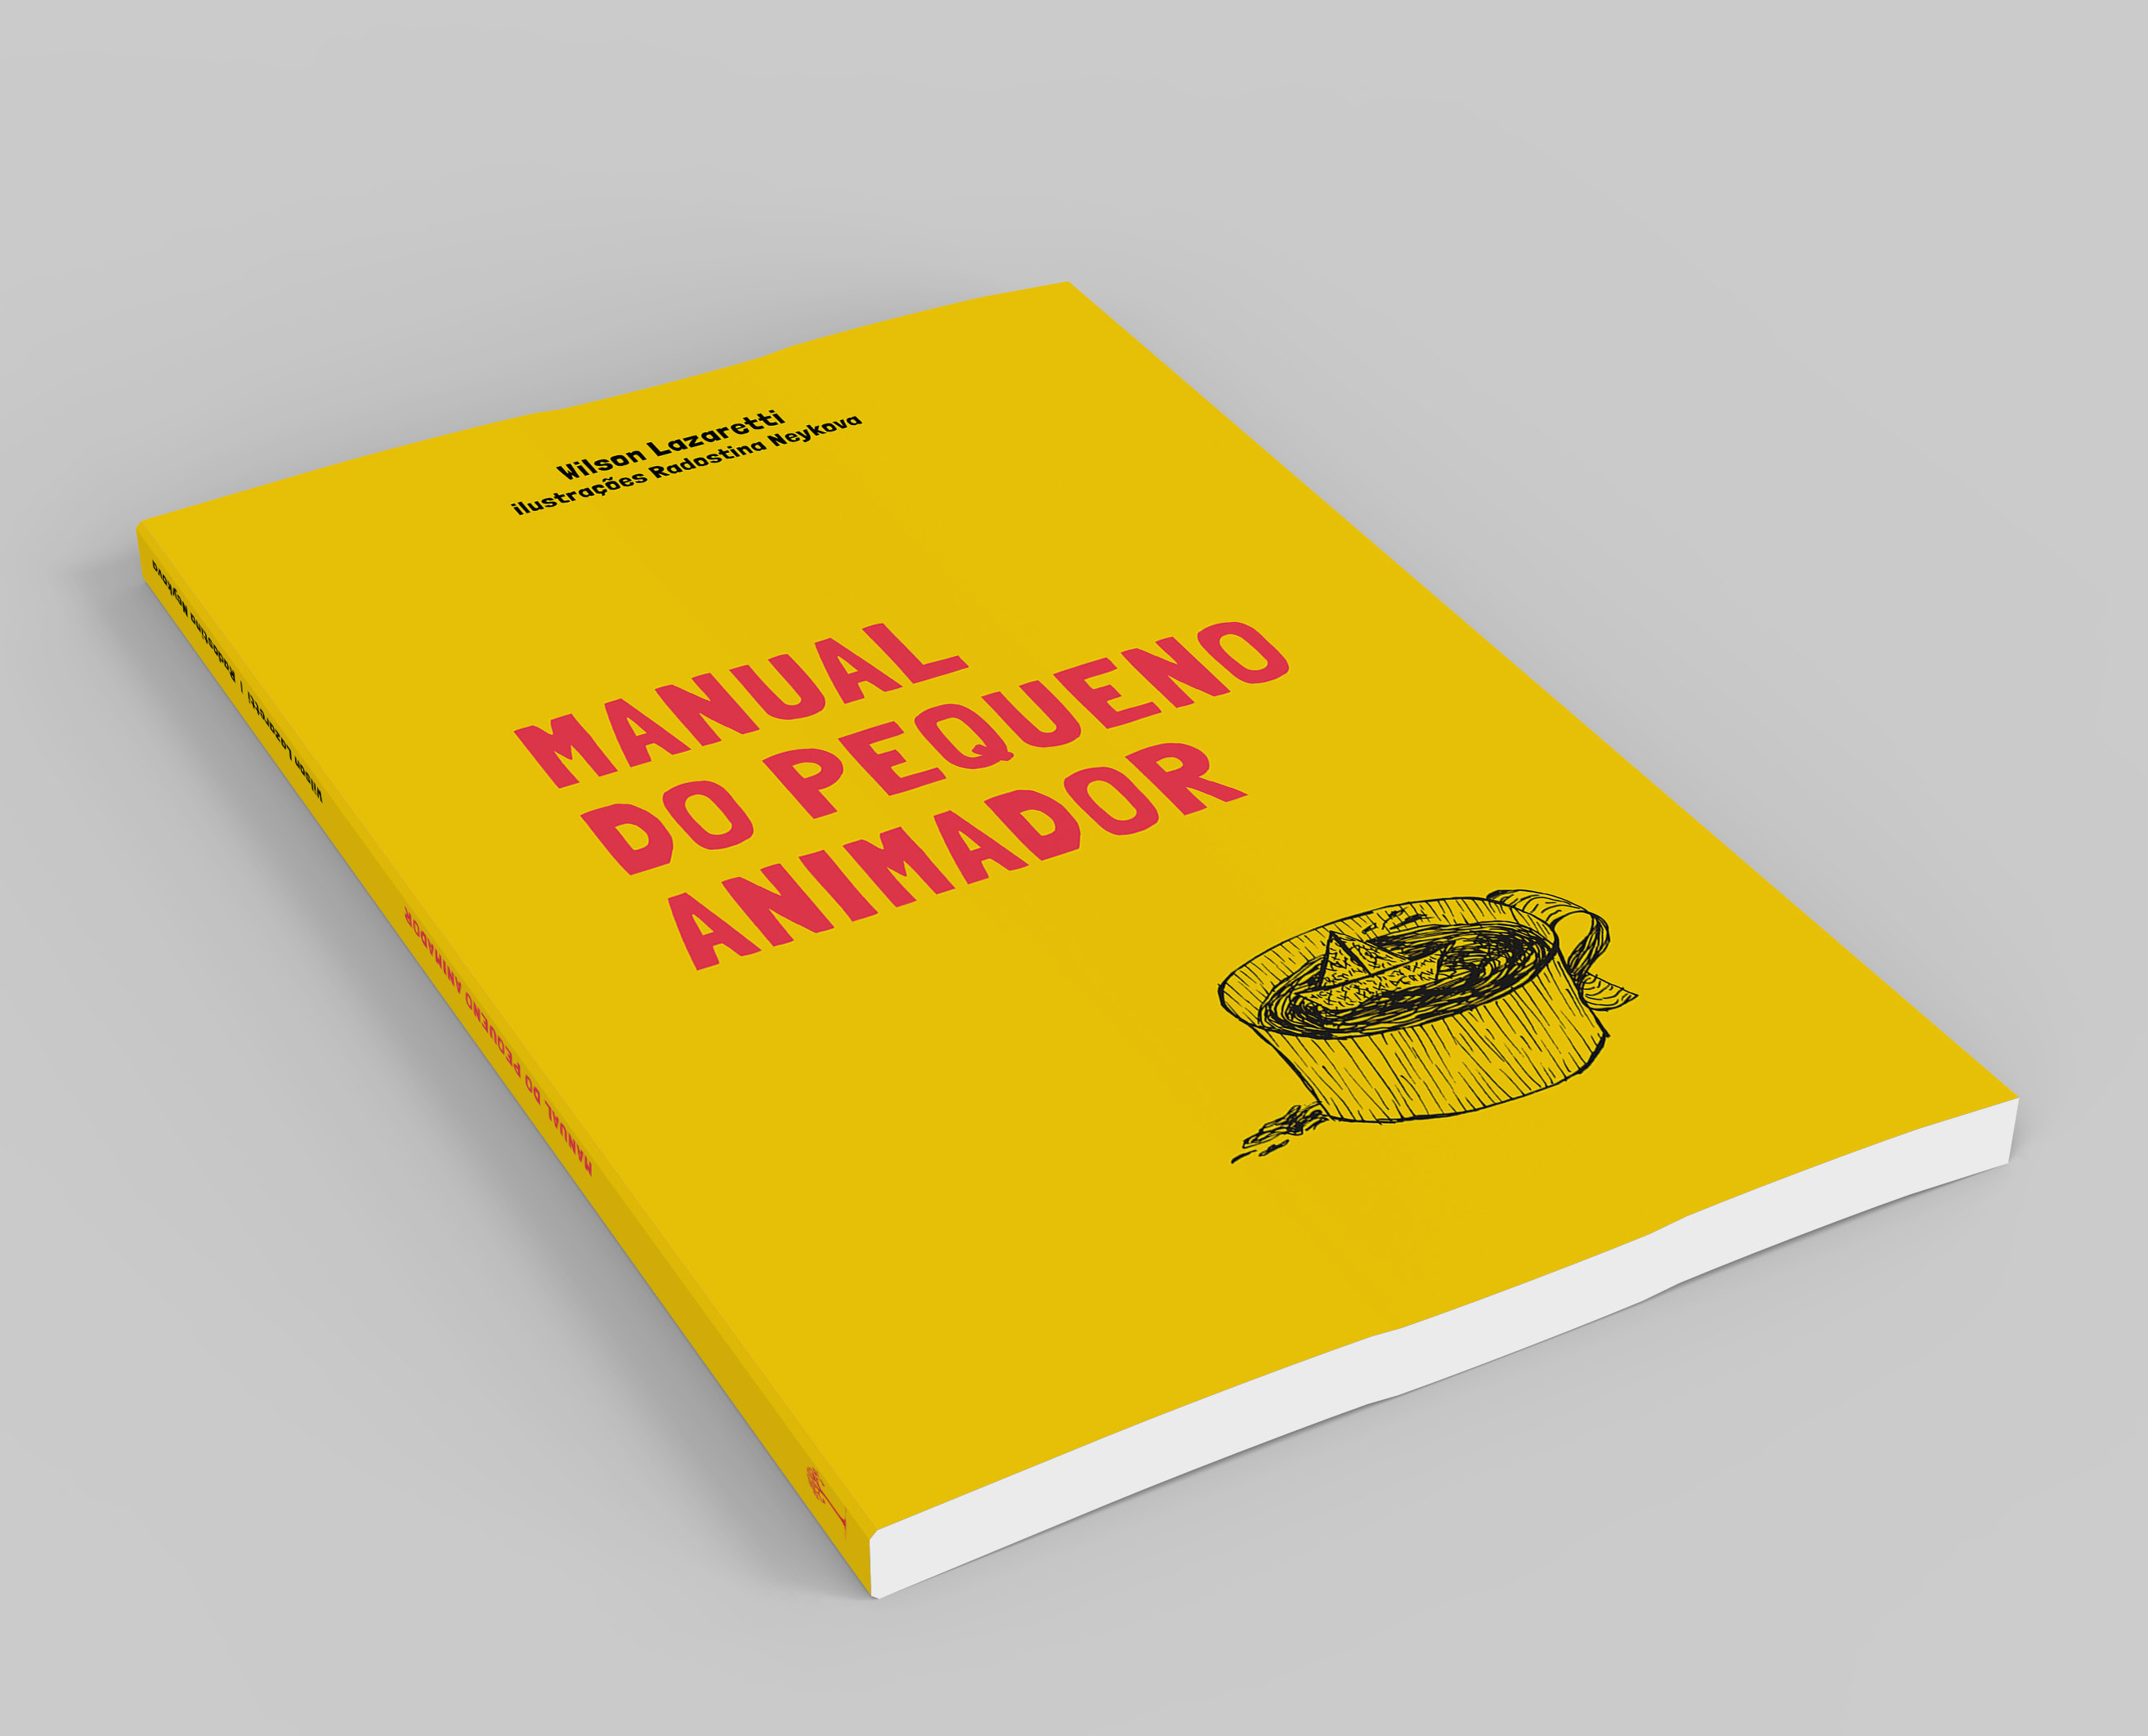 Wilson Lazaretti
ilustrações Radostina Neykova
MANUAL
DO PEQUENO
ANIMADOR
Wilson Lazaretti | Radostina Neykova
MANUAL DO PEQUENO ANIMADOR